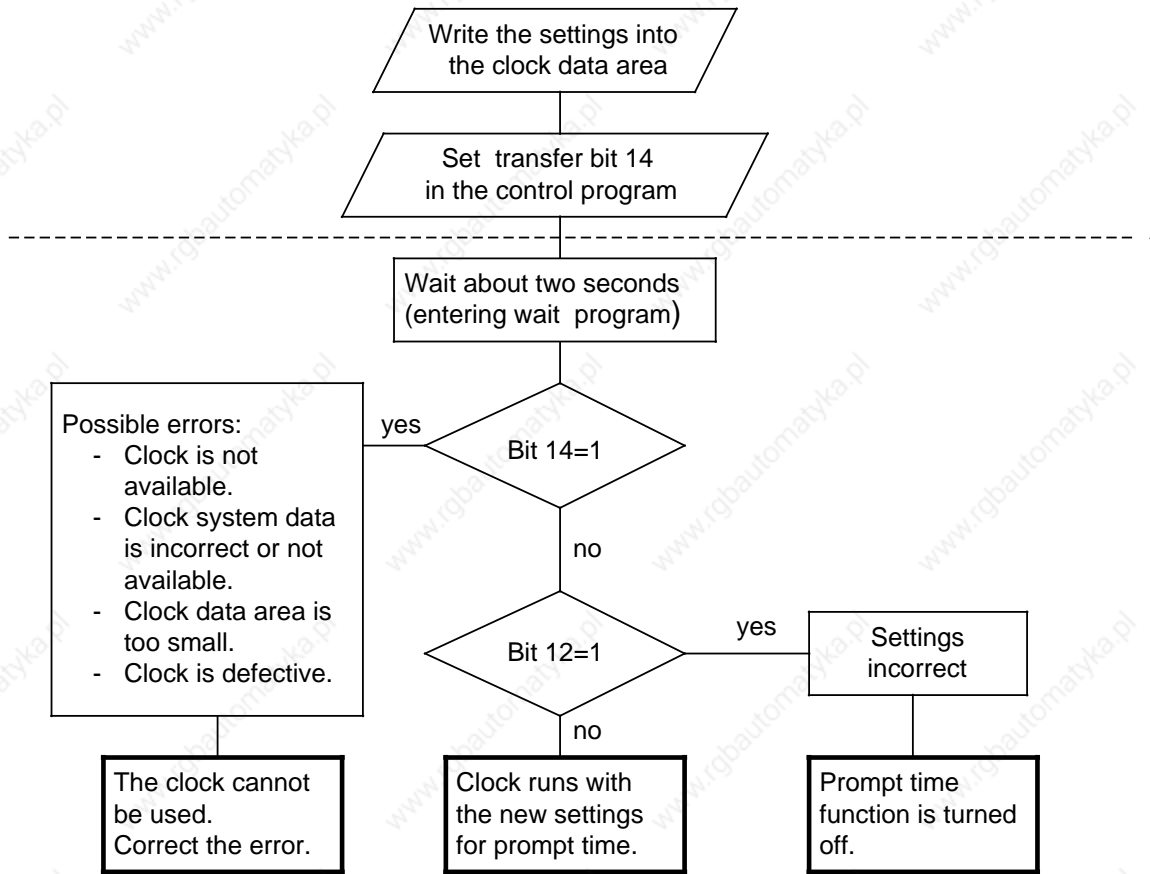 Write the settings into
the clock data area
Set transfer bit 14
in the control program
Wait about two seconds
(entering wait program)
Possible errors:
- Clock is not
available.
- Clock system data
is incorrect or not
available.
- Clock data area is
too small.
- Clock is defective.
yes
Bit 14=1
no
Bit 12=1
yes
Settings
incorrect
no
The clock cannot
be used.
Correct the error.
Clock runs with
the new settings
for prompt time.
Prompt time
function is turned
off.
www.rgbautomatyka.pl